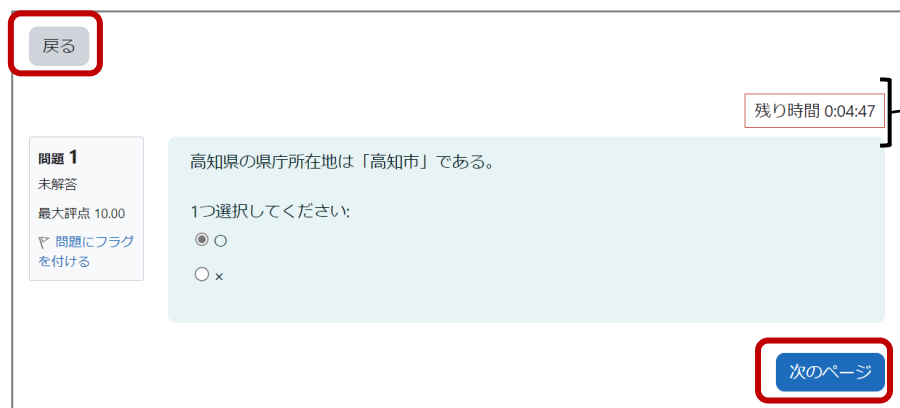 戻る
残り時間 0:04:47
問題 1
未解答
最大評点 10.00
問題にフラグ
を付ける
高知県の県庁所在地は「高知市」である。
1つ選択してください:
○
×
次のページ